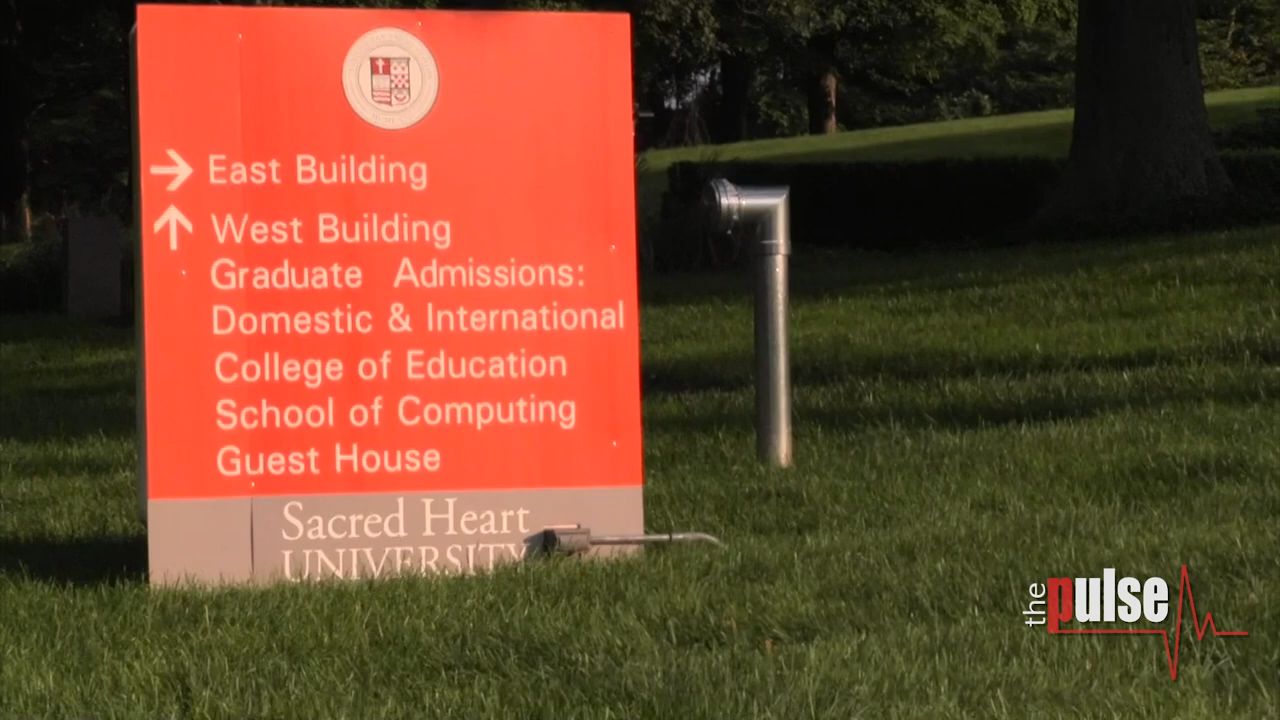 East Building
West Building
Graduate Admissions:
Domestic & International
College of Education
School of Computing
Guest House
Sacred Heart
UNIVERSITY
the pulse